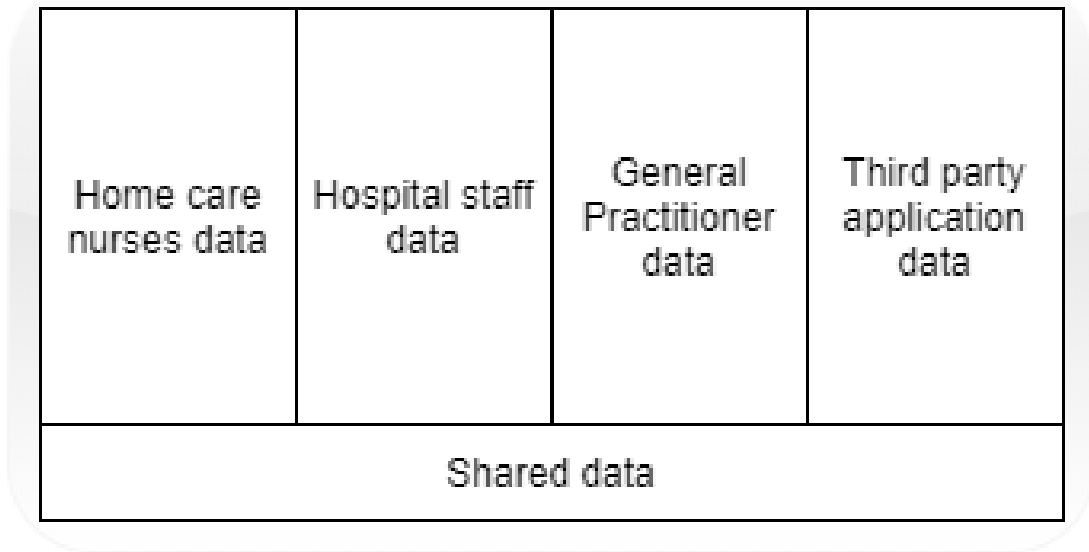 Home care
nurses data
Hospital staff
data
General
Practitioner
data
Third party
application
data
Shared data